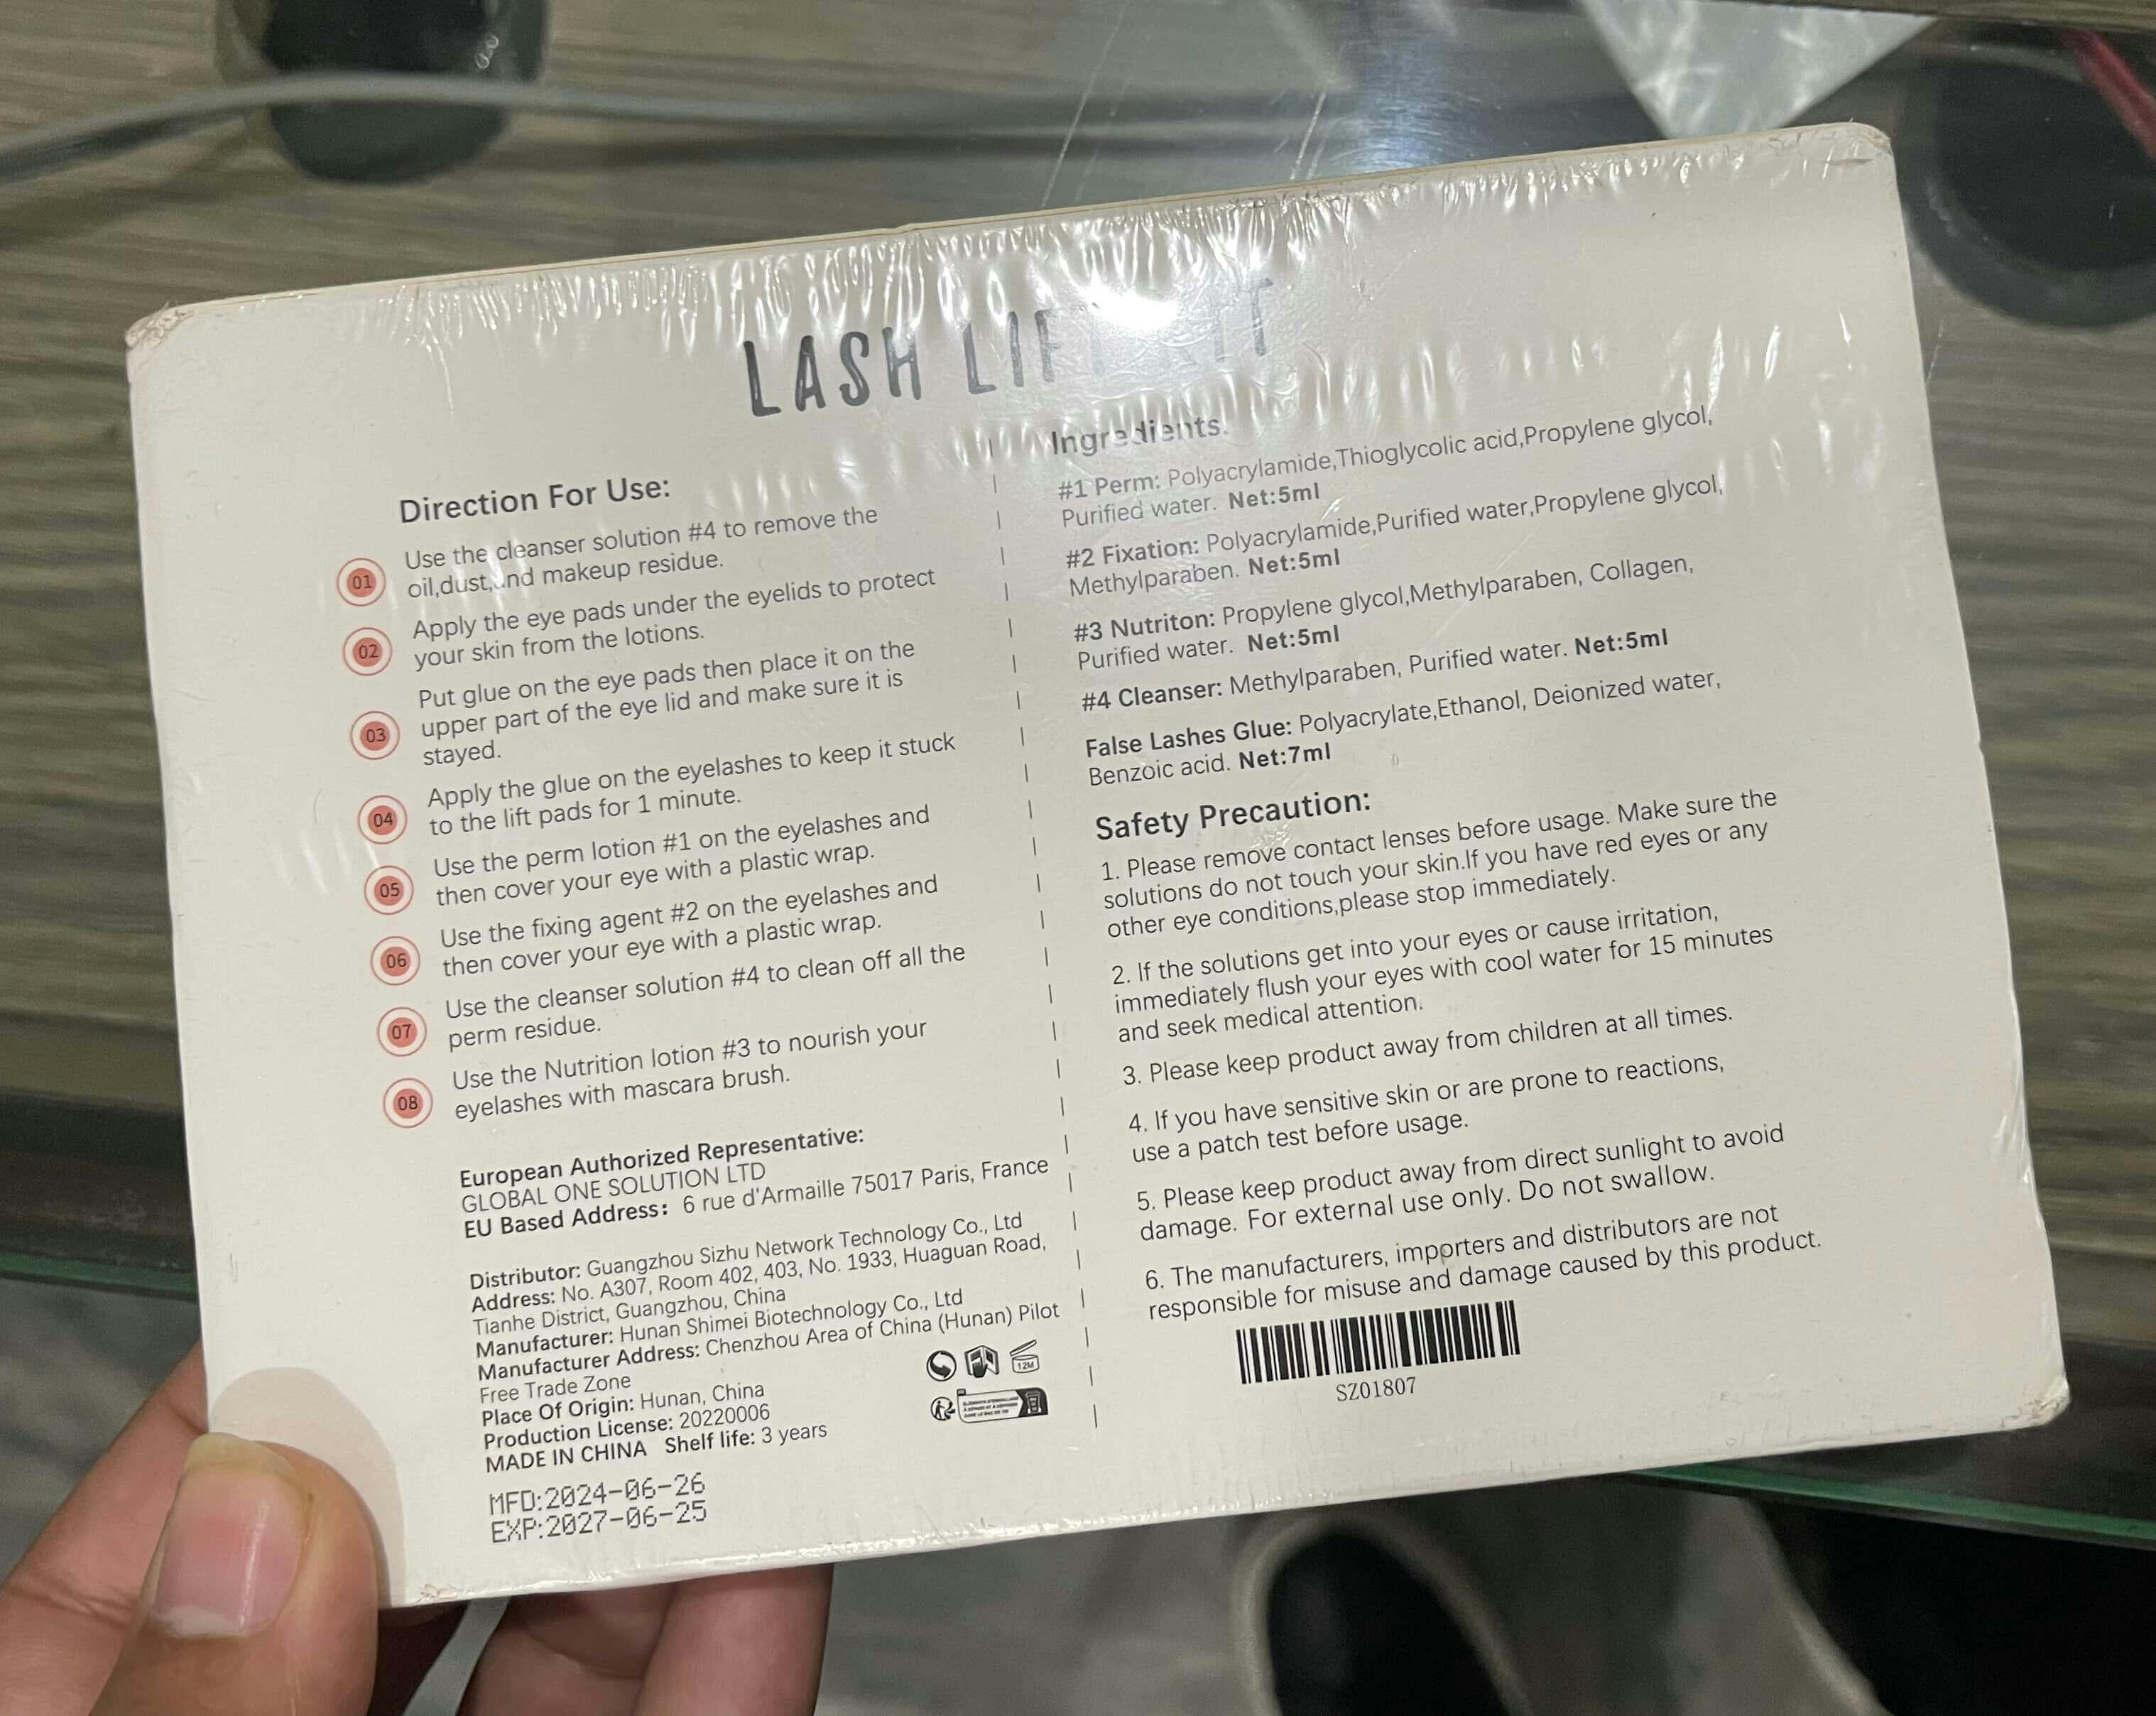 LASH LIFT KIT
Direction For Use:
01
Use the cleanser solution #4 to remove the
oil,dust,and makeup residue.
02
Apply the eye pads under the eyelids to protect
your skin from the lotions.
03
Put glue on the eye pads then place it on the
upper part of the eye lid and make sure it is
stayed.
04
Apply the glue on the eyelashes to keep it stuck
to the lift pads for 1 minute.
05
Use the perm lotion #1 on the eyelashes and
then cover your eye with a plastic wrap.
06
Use the fixing agent #2 on the eyelashes and
then cover your eye with a plastic wrap.
07
Use the cleanser solution #4 to clean off all the
perm residue.
08
Use the Nutrition lotion #3 to nourish your
eyelashes with mascara brush.
European Authorized Representative:
GLOBAL ONE SOLUTION LTD
EU Based Address: 6 rue d'Armaille 75017 Paris, France
Distributor: Guangzhou Sizhu Network Technology Co., Ltd
Address: No. A307, Room 402, 403, No. 1933, Huaguan Road,
Tianhe District, Guangzhou, China
Manufacturer: Hunan Shimei Biotechnology Co., Ltd
Manufacturer Address: Chenzhou Area of China (Hunan) Pilot
Free Trade Zone
Place Of Origin: Hunan, China
Production License: 20220006
MADE IN CHINA Shelf life: 3 years
12M
MFD:2024-06-26
EXP:2027-06-25
Ingredients:
#1 Perm: Polyacrylamide,Thioglycolic acid,Propylene glycol,
Purified water. Net:5ml
#2 Fixation: Polyacrylamide,Purified water,Propylene glycol,
Methylparaben. Net:5ml
#3 Nutriton: Propylene glycol,Methylparaben, Collagen,
Purified water. Net:5ml
#4 Cleanser: Methylparaben, Purified water. Net:5ml
False Lashes Glue: Polyacrylate,Ethanol, Deionized water,
Benzoic acid. Net:7ml
Safety Precaution:
1. Please remove contact lenses before usage. Make sure the
solutions do not touch your skin.If you have red eyes or any
other eye conditions,please stop immediately.
2. If the solutions get into your eyes or cause irritation,
immediately flush your eyes with cool water for 15 minutes
and seek medical attention.
3. Please keep product away from children at all times.
4. If you have sensitive skin or are prone to reactions,
use a patch test before usage.
5. Please keep product away from direct sunlight to avoid
damage. For external use only. Do not swallow.
6. The manufacturers, importers and distributors are not
responsible for misuse and damage caused by this product.
SZ01807